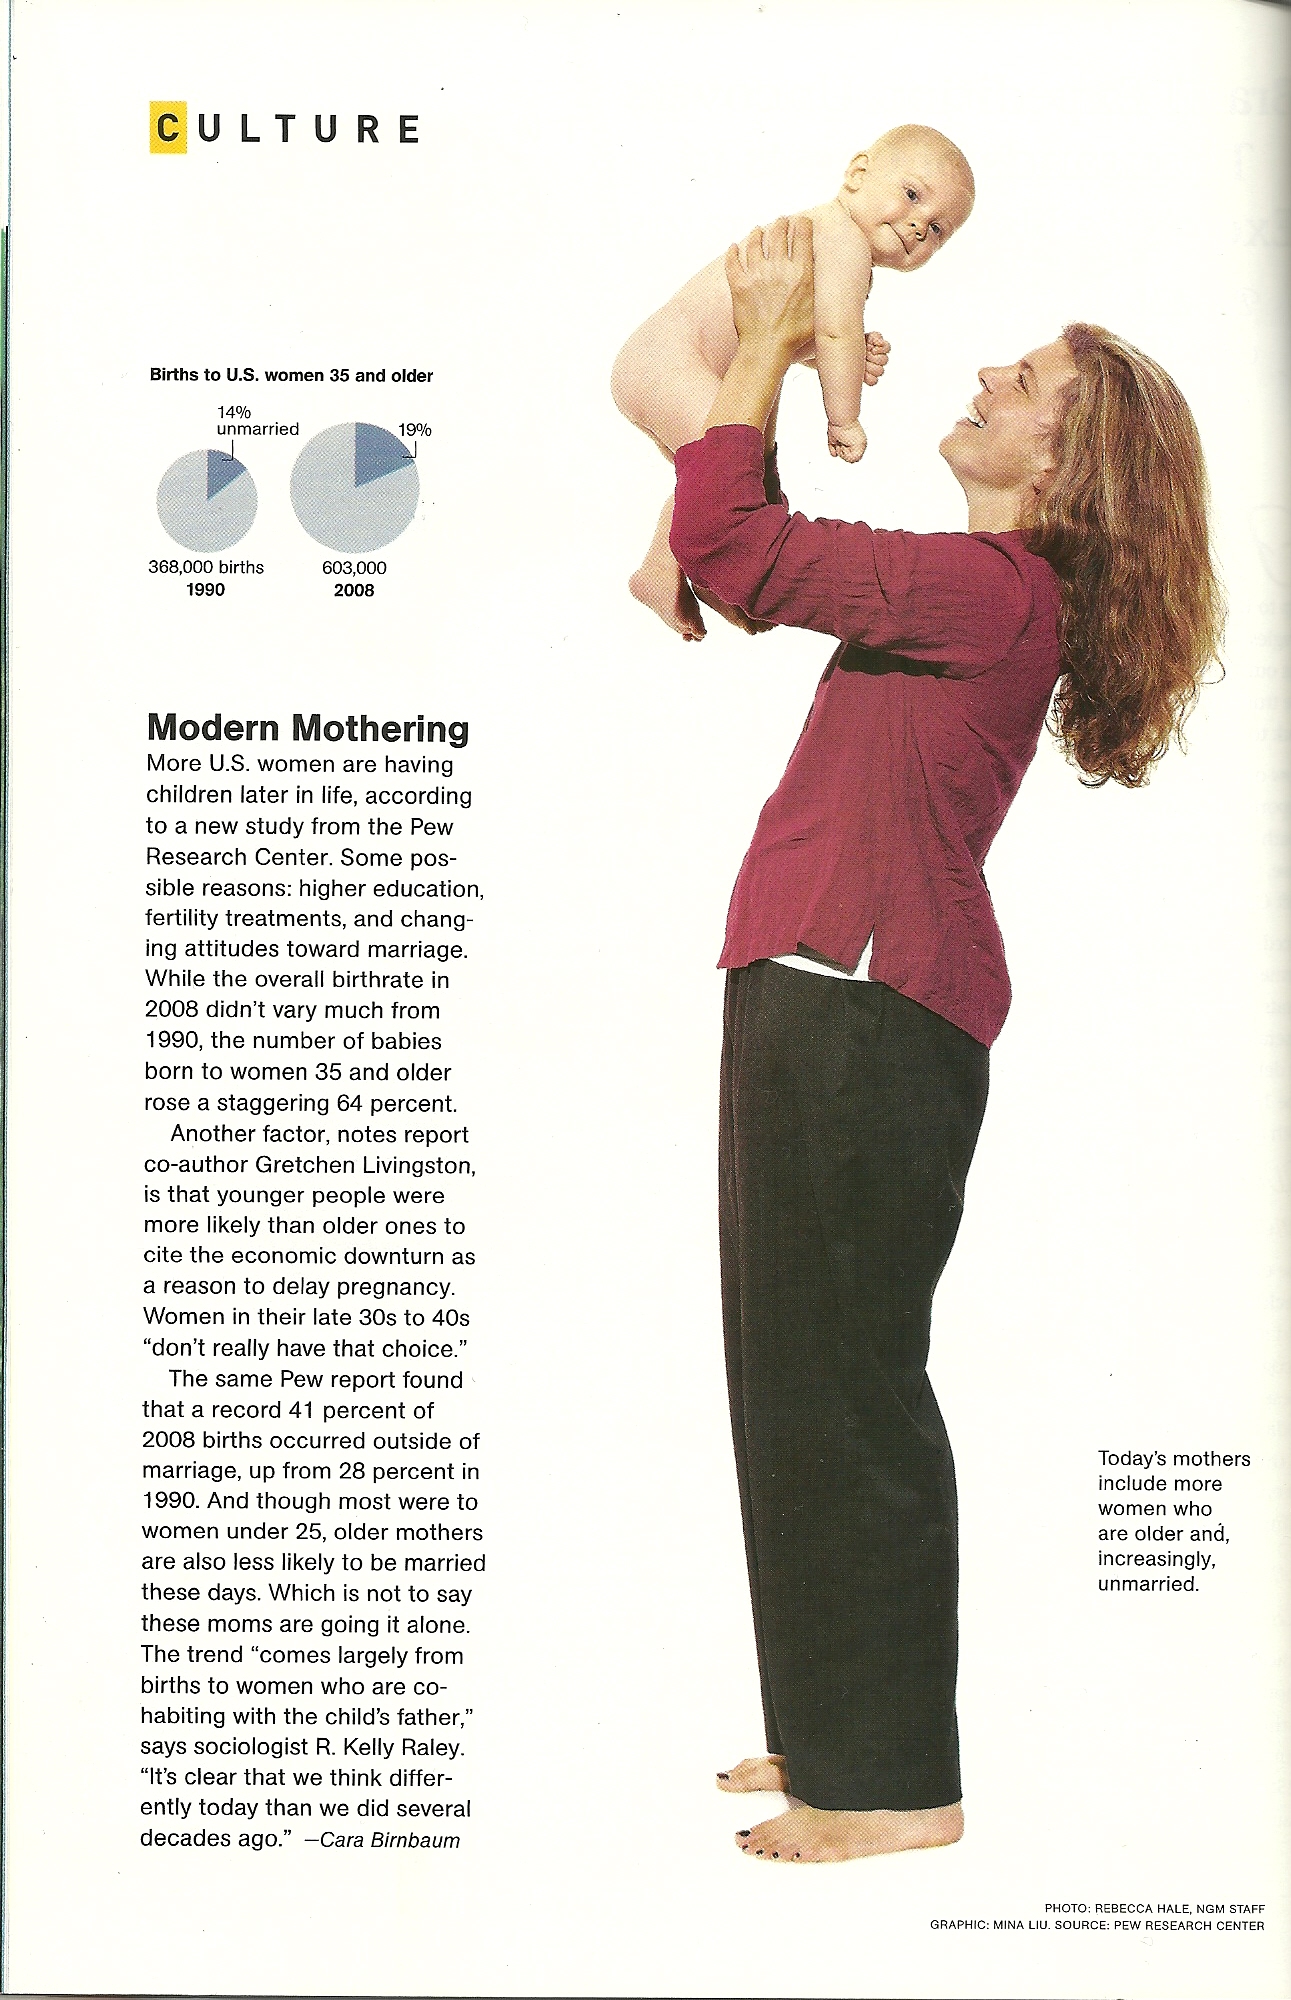 CULTURE
Births to U.S. women 35 and older
14%
unmarried
19%
368,000 births
1990
603,000
2008
Modern Mothering
More U.S. women are having
children later in life, according
to a new study from the Pew
Research Center. Some pos-
sible reasons: higher education,
fertility treatments, and chang-
ing attitudes toward marriage.
While the overall birthrate in
2008 didn't vary much from
1990, the number of babies
born to women 35 and older
rose a staggering 64 percent.
Another factor, notes report
co-author Gretchen Livingston,
is that younger people were
more likely than older ones to
cite the economic downturn as
a reason to delay pregnancy.
Women in their late 30s to 40s
“don't really have that choice.”
The same Pew report found
that a record 41 percent of
2008 births occurred outside of
marriage, up from 28 percent in
1990. And though most were to
women under 25, older mothers
are also less likely to be married
these days. Which is not to say
these moms are going it alone.
The trend “comes largely from
births to women who are co-
habiting with the child's father,”
says sociologist R. Kelly Raley.
“It's clear that we think differ-
ently today than we did several
decades ago.” —Cara Birnbaum
Today's mothers
include more
women who
are older and,
increasingly,
unmarried.
PHOTO: REBECCA HALE, NGM STAFF
GRAPHIC: MINA LIU. SOURCE: PEW RESEARCH CENTER